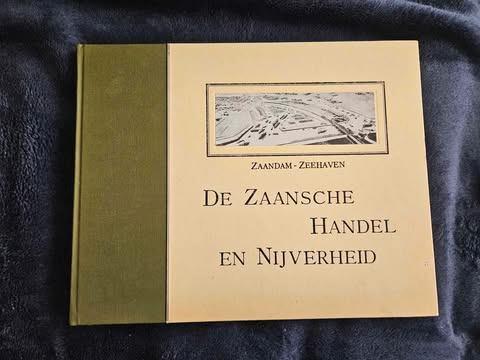 ZAANDAM - ZEEHAVEN
DE ZAANSCHE
HANDEL
EN NIJVERHEID